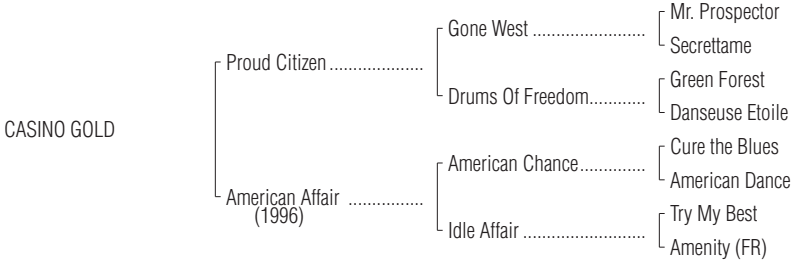 Mr. Prospector
Gone West ........................
Secrettame
Proud Citizen ....................
Green Forest
Drums Of Freedom............
Danseuse Etoile
CASINO GOLD
Cure the Blues
American Chance..............
American Dance
American Affair ................
(1996)
Try My Best
Idle Affair ..........................
Amenity (FR)